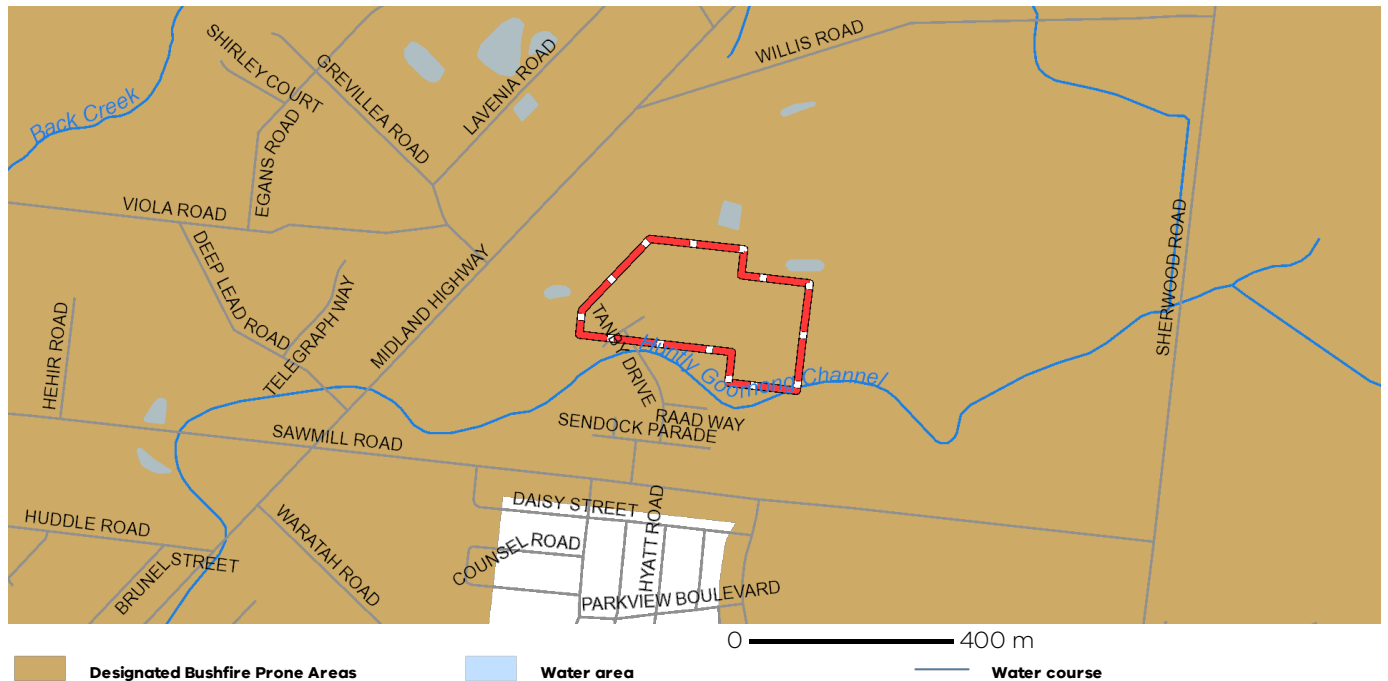 WILLIS ROAD
SHIRLEY COURT
GREVILLEA ROAD
LAVENIA ROAD
Back Creek
EGANS ROAD
VIOLA ROAD
SHERWOOD ROAD
DEEP LEAD ROAD
TELEGRAPH WAY
MIDLAND HIGHWAY
HEHIR ROAD
TANBY DRIVE
Huntly Goornong Channel
RAAD WAY
SENDOCK PARADE
SAWMILL ROAD
DAISY STREET
HUDDLE ROAD
WARATAH ROAD
COUNSEL ROAD
HYATT ROAD
BRUNEL STREET
PARKVIEW BOULEVARD
0 400 m
Designated Bushfire Prone Areas Water area Water course